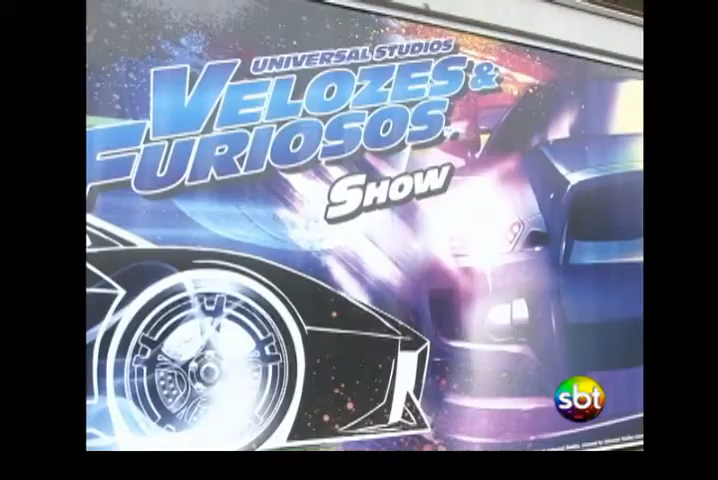 UNIVERSAL STUDIOS
VELOZES &
FURIOSOS
SHOW
sbt